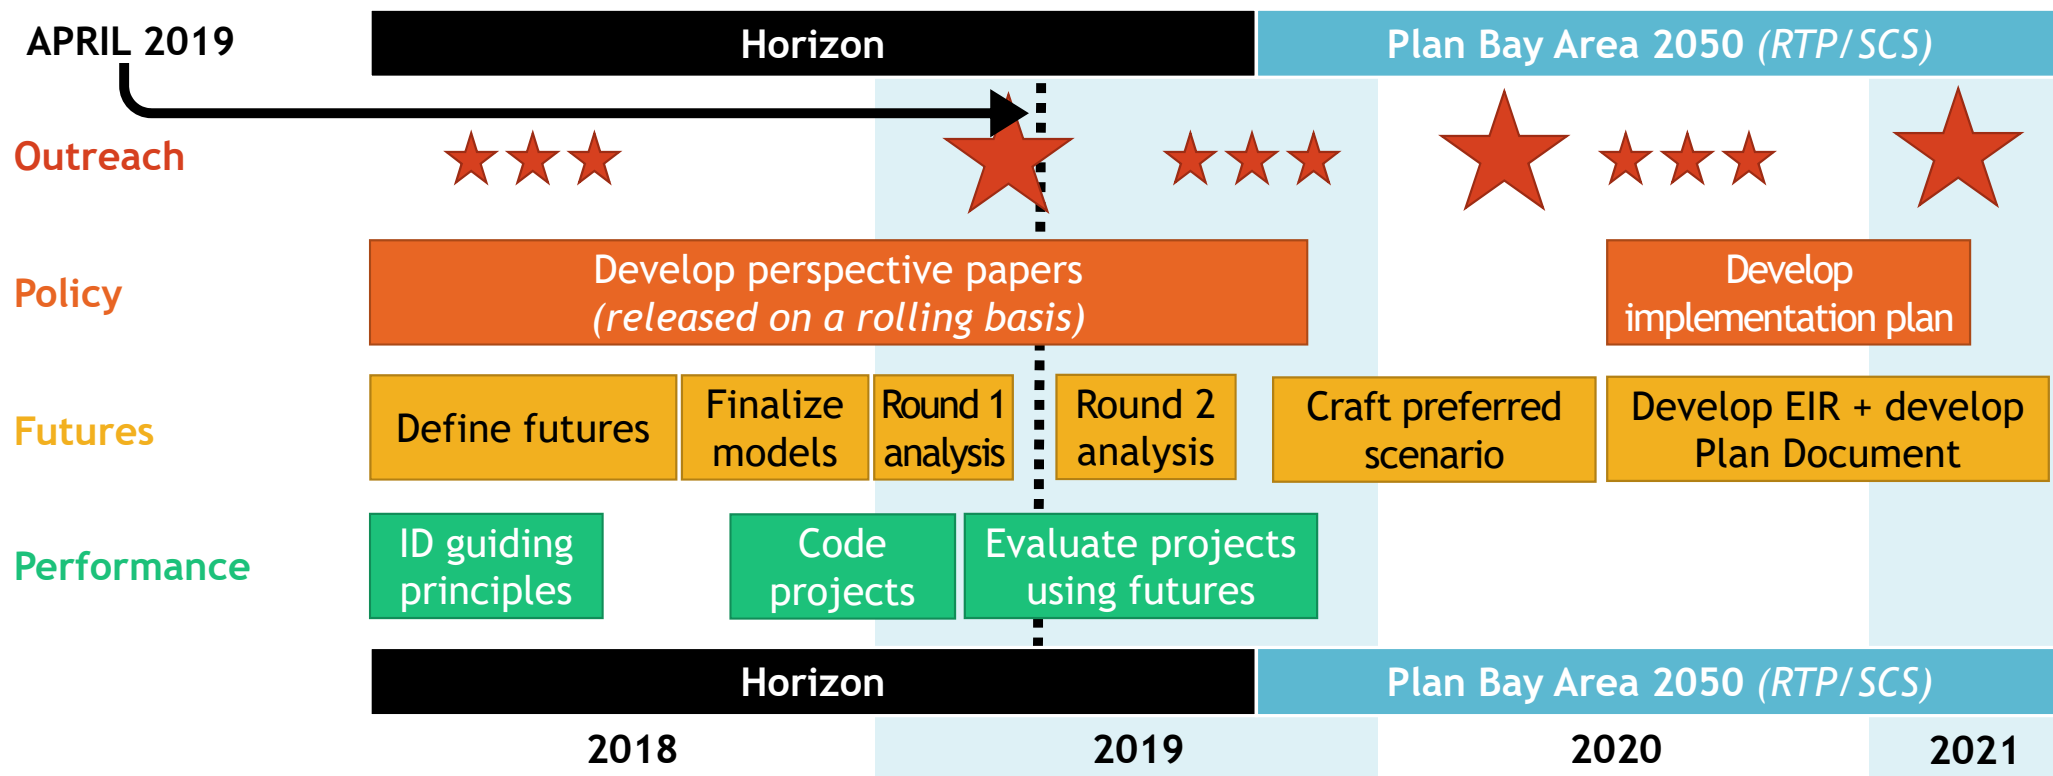 APRIL 2019
Horizon
Plan Bay Area 2050 (RTP/SCS)
Outreach
Policy
Develop perspective papers
(released on a rolling basis)
Develop
implementation plan
Futures
Define futures
Finalize
models
Round 1
analysis
Round 2
analysis
Craft preferred
scenario
Develop EIR + develop
Plan Document
Performance
ID guiding
principles
Code
projects
Evaluate projects
using futures
Horizon
Plan Bay Area 2050 (RTP/SCS)
2018
2019
2020
2021